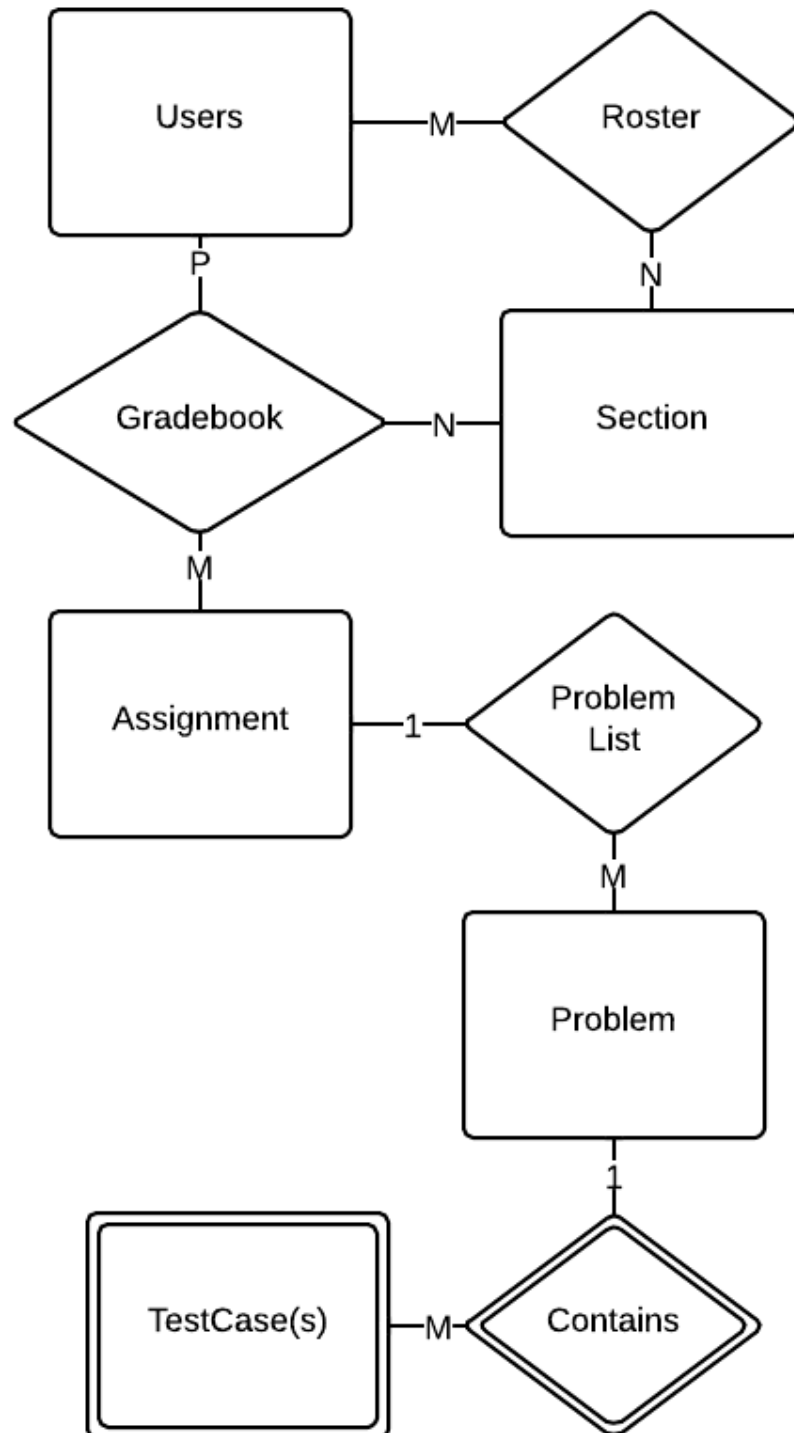 Users
M
Roster
P
N
Gradebook
N
Section
M
Assignment
1
Problem
List
M
Problem
1
TestCase(s)
M
Contains